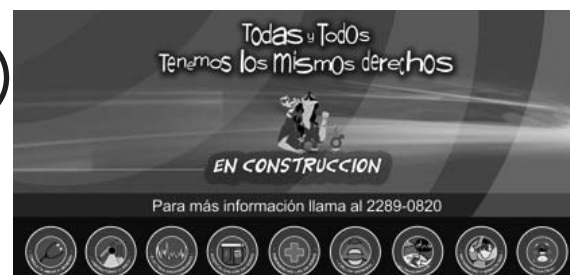 Todas y Todos
Tenemos los mismos derechos
EN CONSTRUCCION
Para más información llama al 2289-0820